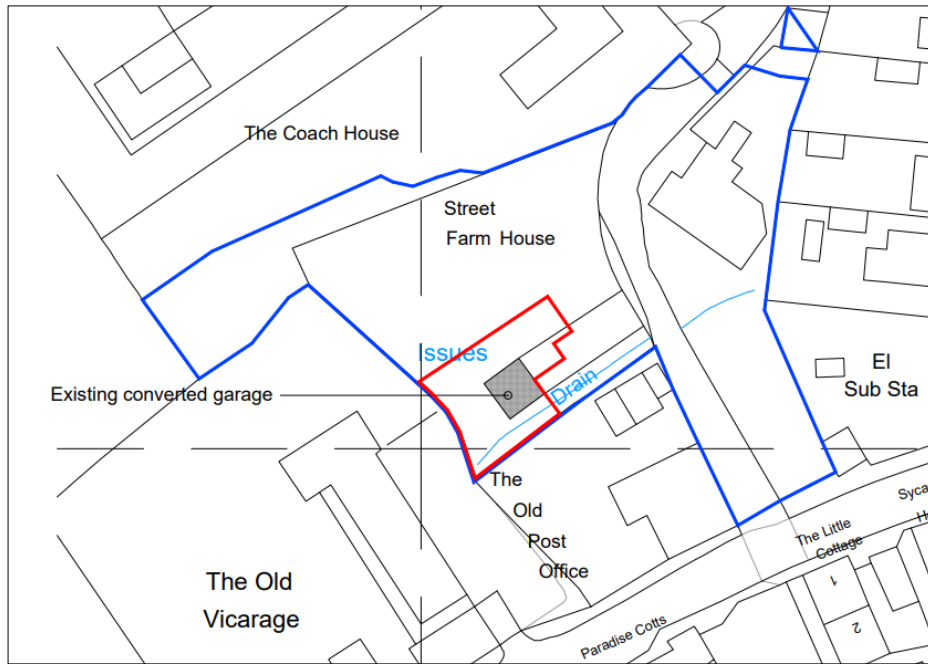 The Coach House
Street
Farm House
Issues
Existing converted garage
Drain
El
Sub Sta
The
Old
Post
Office
The Old
Vicarage
The Little
Cottage
Paradise Cotts
1
2